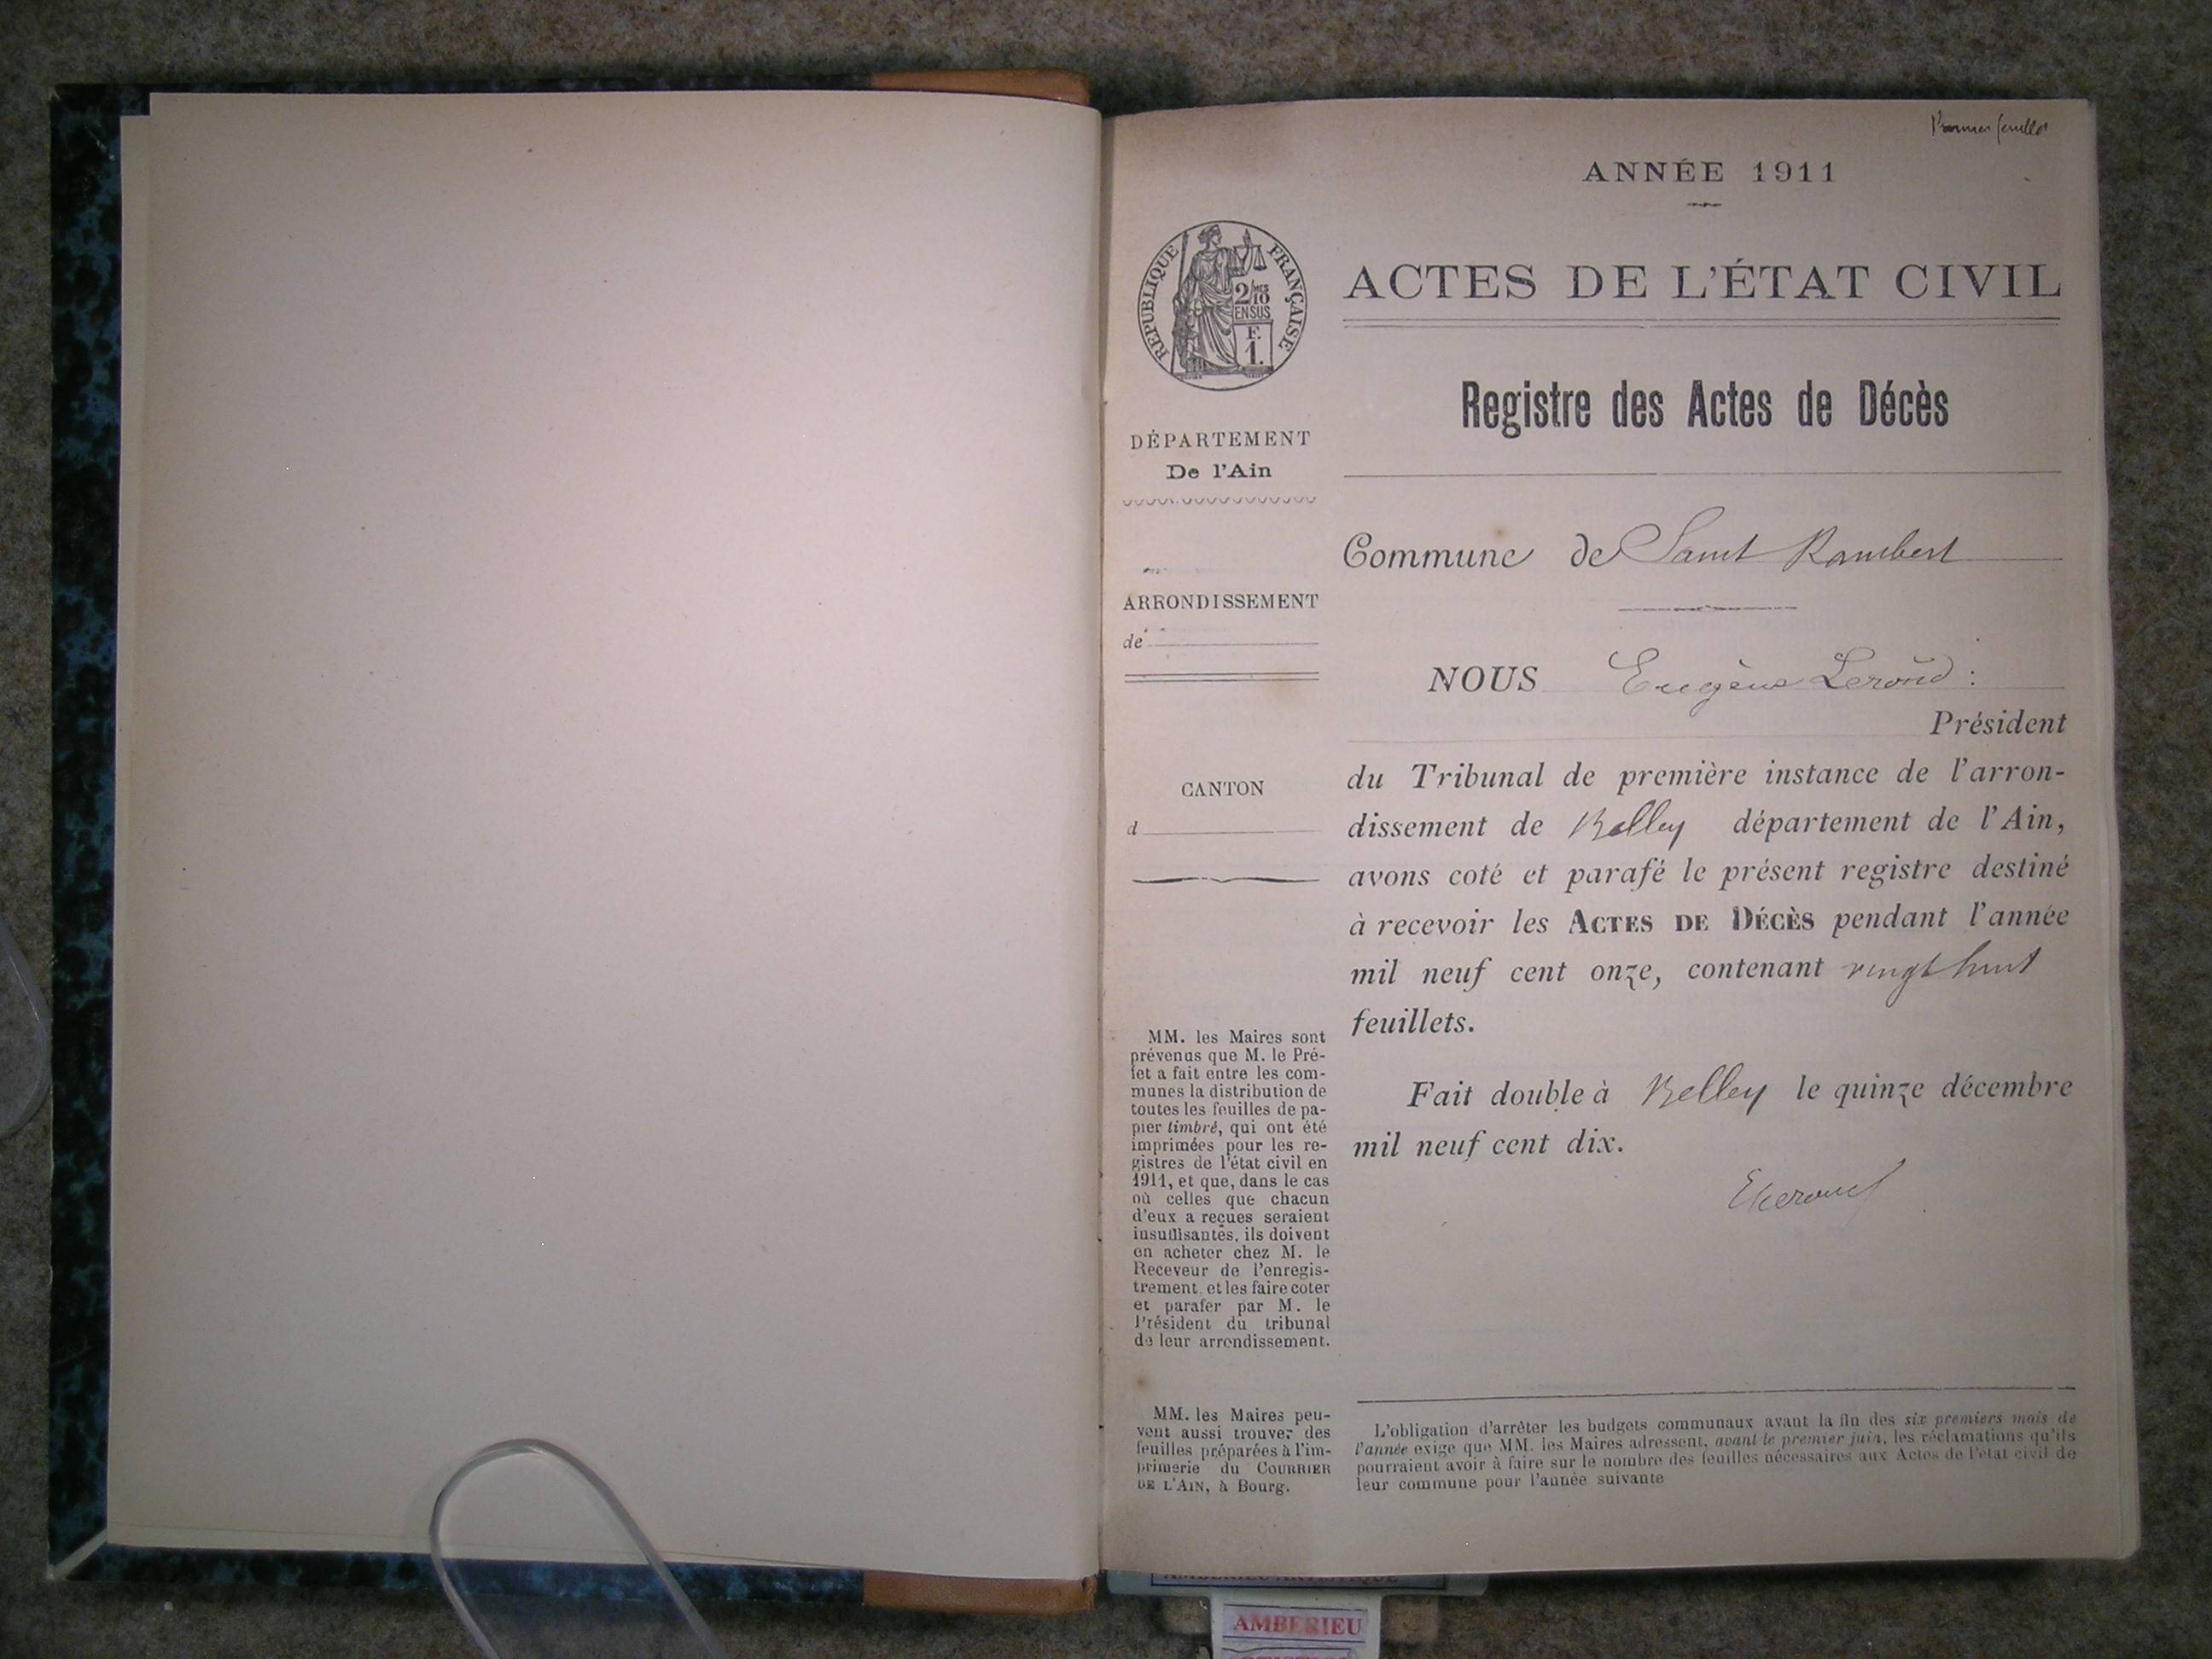 Premier feuillet
ANNÉE 1911
RÉPUBLIQUE FRANÇAISE
2/10 MES
EN SUS
F.
1.
ACTES DE L'ÉTAT CIVIL
Registre des Actes de Décès
DÉPARTEMENT
De l'Ain
ARRONDISSEMENT
de
CANTON
d
MM. les Maires sont
prévenus que M. le Pré-
fet a fait entre les com-
munes la distribution de
toutes les feuilles de pa-
pier timbré, qui ont été
imprimées pour les re-
gistres de l'état civil en
1911, et que, dans le cas
où celles que chacun
d'eux a reçues seraient
insuffisantes, ils doivent
en acheter chez M. le
Receveur de l'enregis-
trement, et les faire coter
et parafer par M. le
Président du tribunal
de leur arrondissement.
MM. les Maires peu-
vent aussi trouver des
feuilles préparées à l'im-
primerie du COURRIER
DE L'AIN, à Bourg.
Commune de Saint Rambert
NOUS Eugène
Président
du Tribunal de première instance de l'arron-
dissement de Belley département de l'Ain,
avons coté et parafé le présent registre destiné
à recevoir les ACTES DE DÉCÈS pendant l'année
mil neuf cent onze, contenant vingt huit
feuillets.
Fait double à Belley le quinze décembre
mil neuf cent dix.
L'obligation d'arrêter les budgets communaux avant la fin des six premiers mois de
l'année exige que MM. les Maires adressent, avant le premier juin, les réclamations qu'ils
pourraient avoir à faire sur le nombre des feuilles nécessaires aux Actes de l'état civil de
leur commune pour l'année suivante
AMBERIEU ARTISTIQUE
AMBERIEU